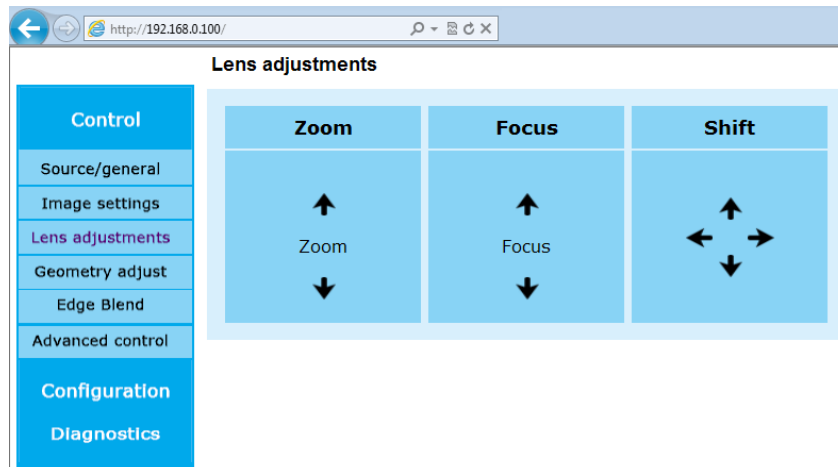 http://192.168.0.100/
Lens adjustments
Control
Source/general
Image settings
Lens adjustments
Geometry adjust
Edge Blend
Advanced control
Configuration
Diagnostics
Zoom
Focus
Shift
Zoom
Focus